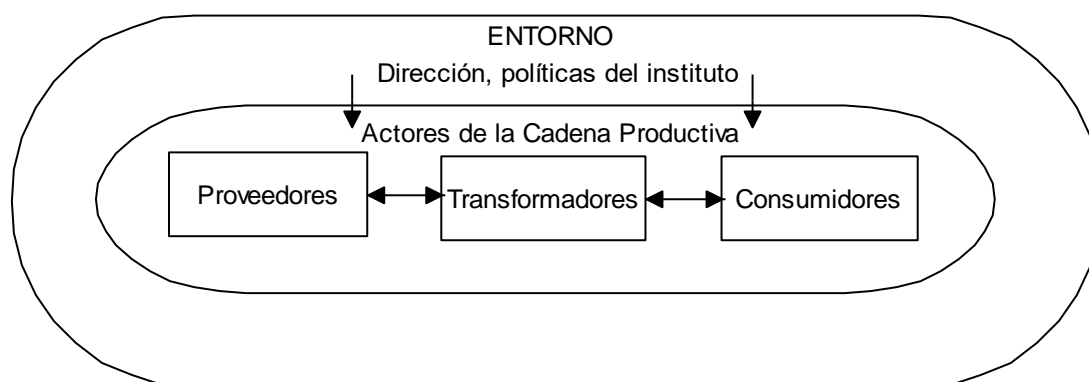 ENTORNO
Dirección, políticas del instituto
Actores de la Cadena Productiva
Proveedores
Transformadores
Consumidores